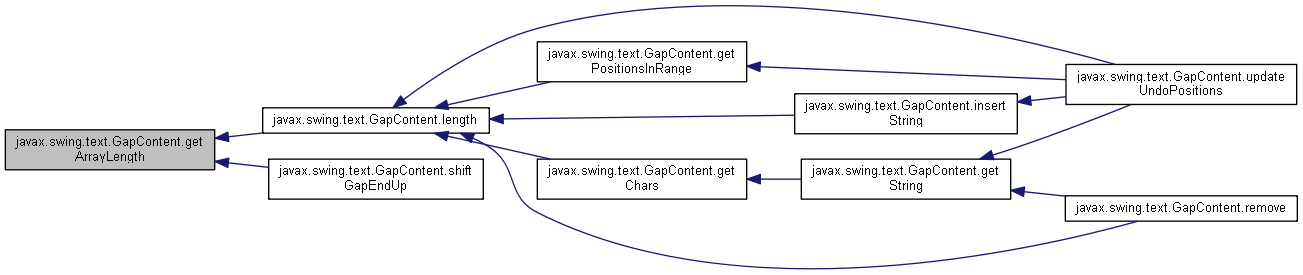 javax.swing.text.GapContent.get
ArrayLength
javax.swing.text.GapContent.length
javax.swing.text.GapContent.shift
GapEndUp
javax.swing.text.GapContent.get
PositionsInRange
javax.swing.text.GapContent.get
Chars
javax.swing.text.GapContent.insert
String
javax.swing.text.GapContent.get
String
javax.swing.text.GapContent.update
UndoPositions
javax.swing.text.GapContent.remove